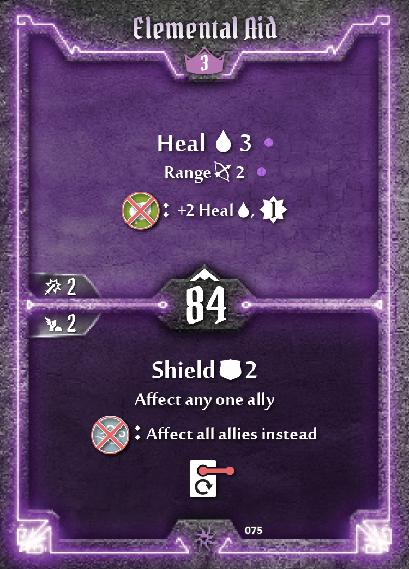 Elemental Aid
3
Heal 3
Range 2
: +2 Heal, 1
2
84
2
Shield 2
Affect any one ally
: Affect all allies instead
075